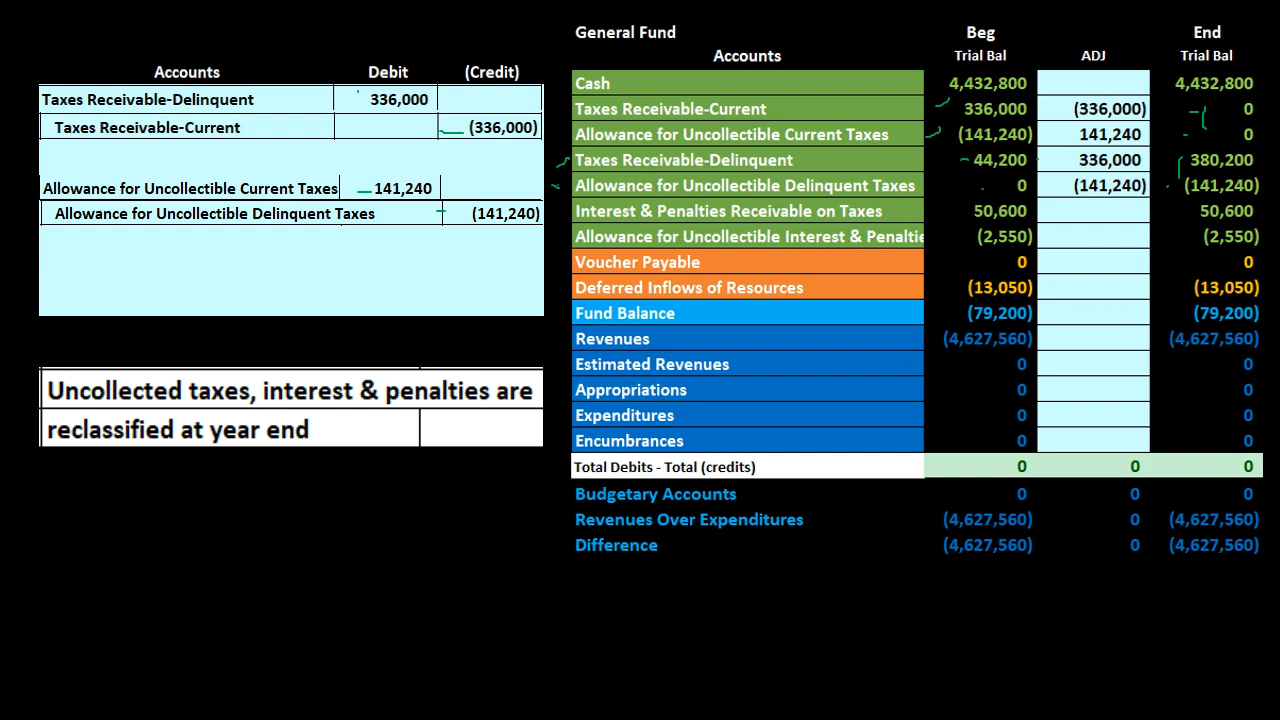 Accounts Debit (Credit)
Taxes Receivable-Delinquent 336,000
Taxes Receivable-Current (336,000)
Allowance for Uncollectible Current Taxes 141,240
Allowance for Uncollectible Delinquent Taxes (141,240)
Uncollected taxes, interest & penalties are
reclassified at year end
General Fund Beg End
Accounts Trial Bal ADJ Trial Bal
Cash 4,432,800 4,432,800
Taxes Receivable-Current 336,000 (336,000) 0
Allowance for Uncollectible Current Taxes (141,240) 141,240 0
Taxes Receivable-Delinquent 44,200 336,000 380,200
Allowance for Uncollectible Delinquent Taxes 0 (141,240) (141,240)
Interest & Penalties Receivable on Taxes 50,600 50,600
Allowance for Uncollectible Interest & Penaltie (2,550) (2,550)
Voucher Payable 0 0
Deferred Inflows of Resources (13,050) (13,050)
Fund Balance (79,200) (79,200)
Revenues (4,627,560) (4,627,560)
Estimated Revenues 0 0
Appropriations 0 0
Expenditures 0 0
Encumbrances 0 0
Total Debits - Total (credits) 0 0 0
Budgetary Accounts 0 0 0
Revenues Over Expenditures (4,627,560) 0 (4,627,560)
Difference (4,627,560) 0 (4,627,560)